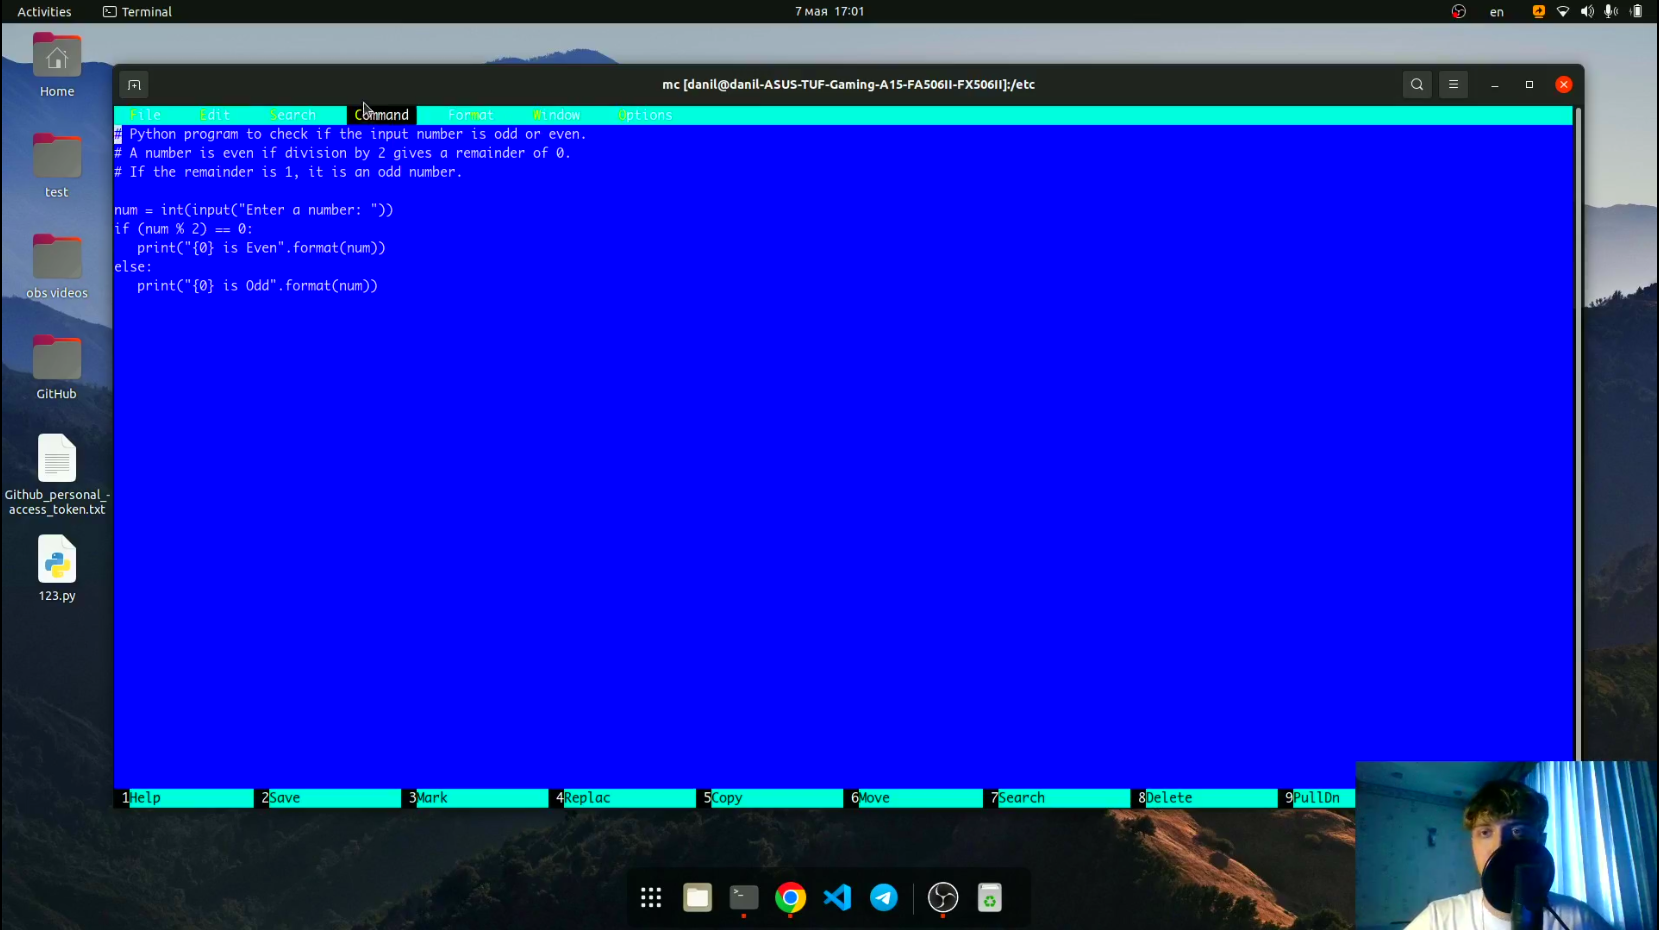 Activities
Terminal
7 мая 17:01
en
Home
test
obs videos
GitHub
Github_personal_-
access_token.txt
123.py
mc [danil@danil-ASUS-TUF-Gaming-A15-FA506II-FX506II]:/etc
File Edit Search Command Format Window Options
# Python program to check if the input number is odd or even.
# A number is even if division by 2 gives a remainder of 0.
# If the remainder is 1, it is an odd number.
num = int(input("Enter a number: "))
if (num % 2) == 0:
print("{0} is Even".format(num))
else:
print("{0} is Odd".format(num))
1Help 2Save 3Mark 4Replac 5Copy 6Move 7Search 8Delete 9PullDn